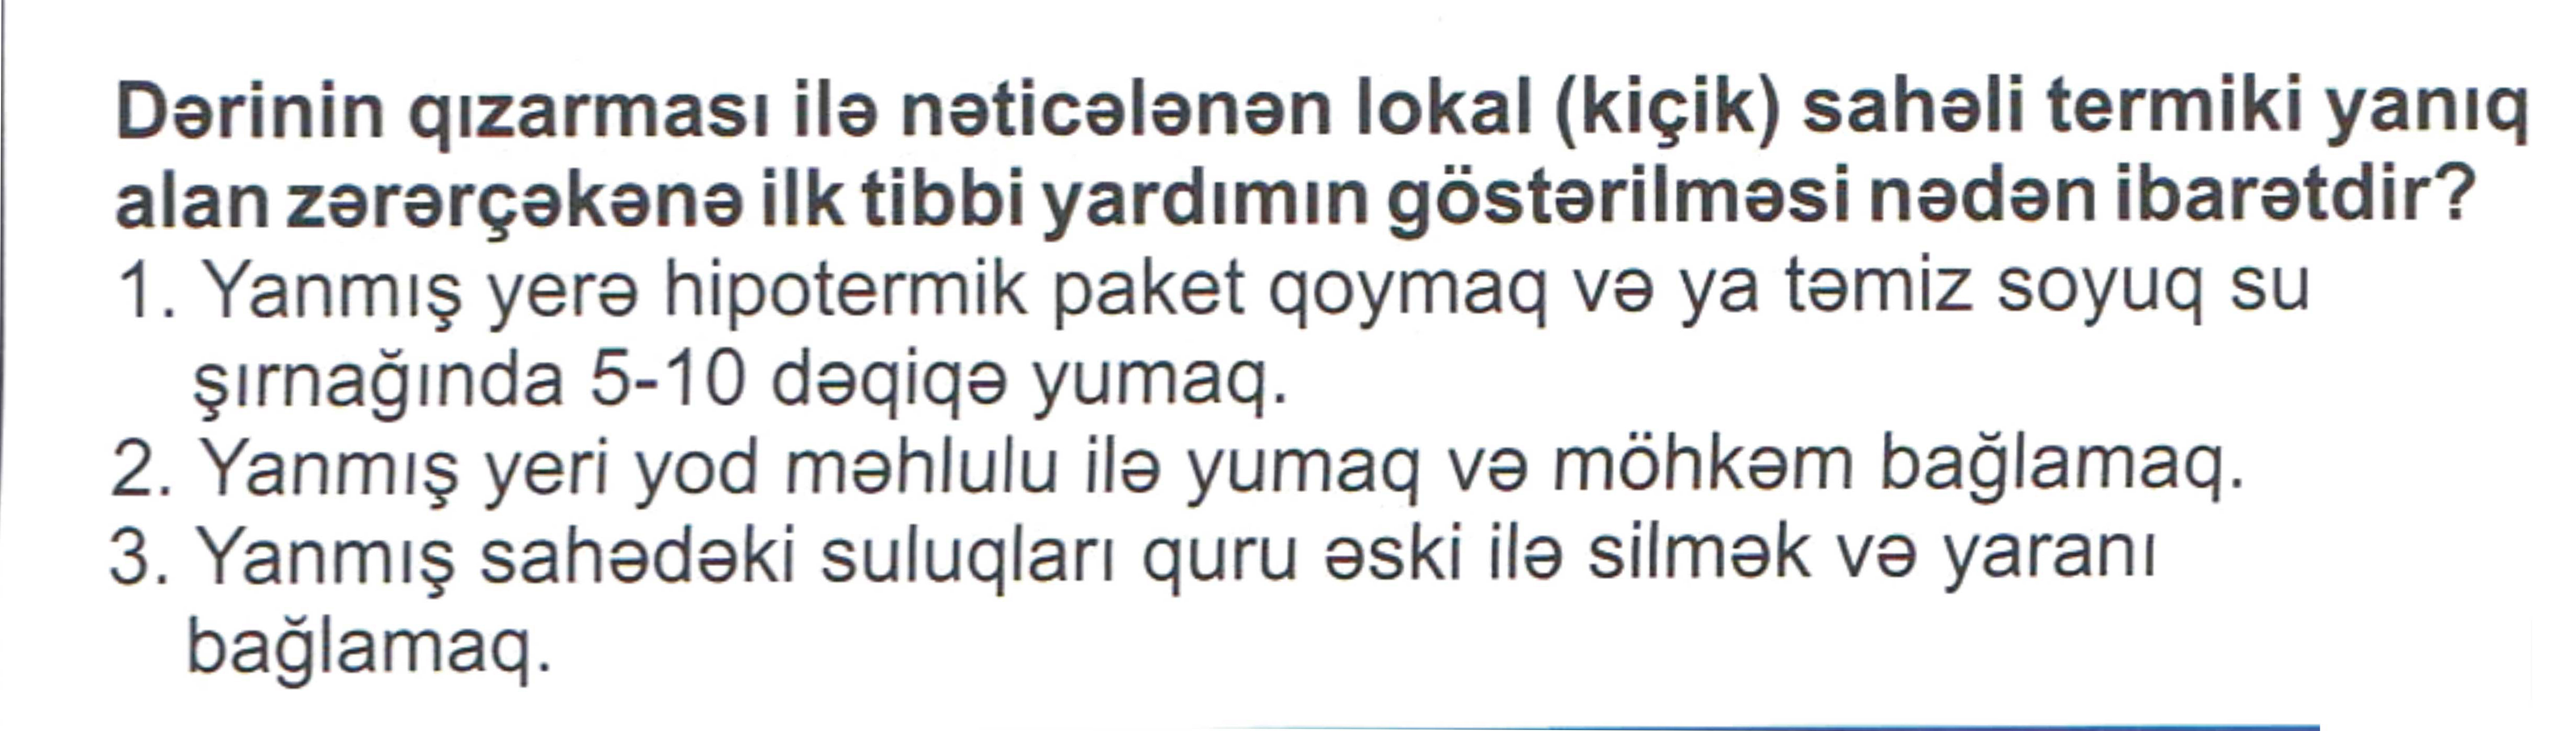 Dərinin qızarması ilə nəticələnən lokal (kiçik) sahəli termiki yanıq
alan zərərçəkənə ilk tibbi yardımın göstərilməsi nədən ibarətdir?
1. Yanmış yerə hipotermik paket qoymaq və ya təmiz soyuq su
şırnağında 5-10 dəqiqə yumaq.
2. Yanmış yeri yod məhlulu ilə yumaq və möhkəm bağlamaq.
3. Yanmış sahədəki suluqları quru əski ilə silmək və yaranı
bağlamaq.